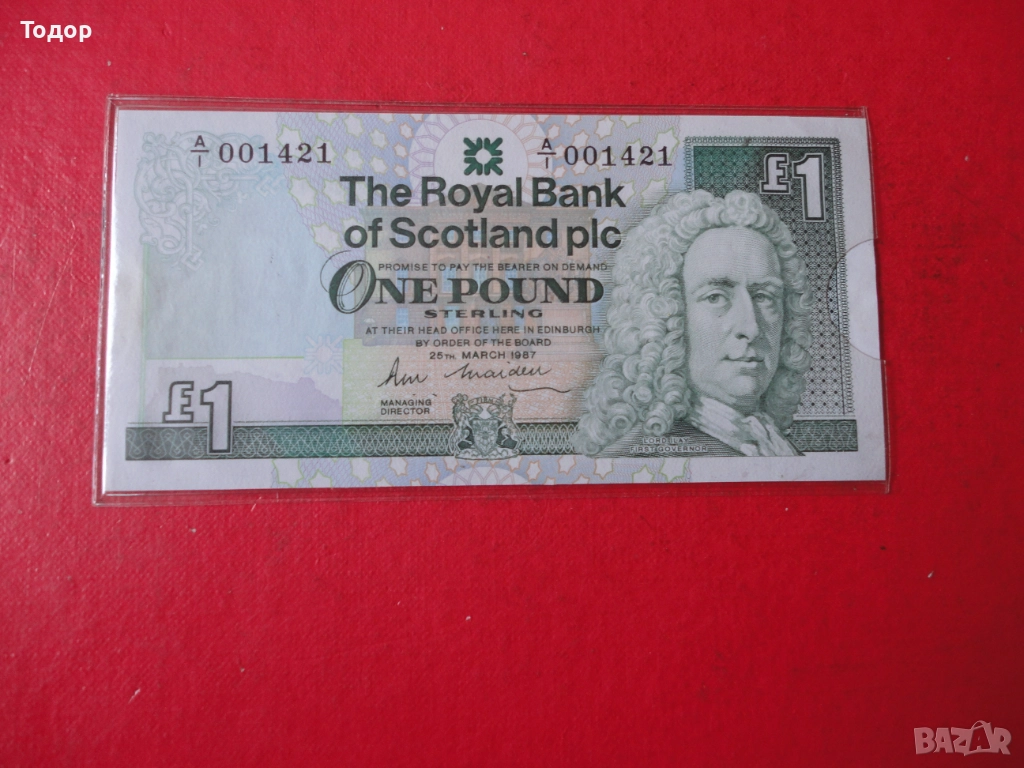 Тодор
A/1 001421
A/1 001421
£1
The Royal Bank
of Scotland plc
PROMISE TO PAY THE BEARER ON DEMAND
ONE POUND
STERLING
AT THEIR HEAD OFFICE HERE IN EDINBURGH
BY ORDER OF THE BOARD
25TH MARCH 1987
MANAGING
DIRECTOR
£1
LORD ILAY
FIRST GOVERNOR
BAZAR